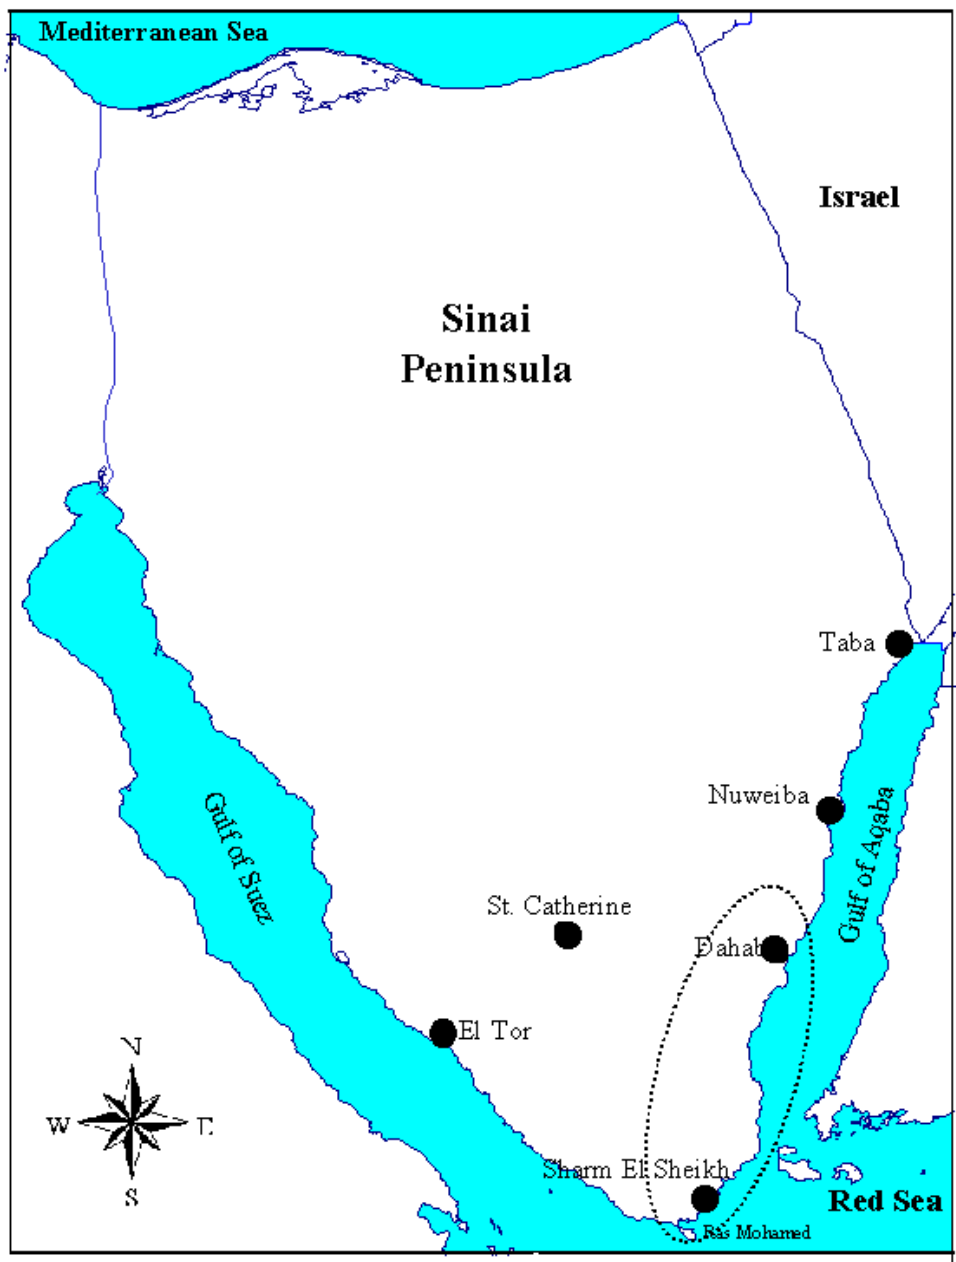 Mediterranean Sea
Israel
Sinai
Peninsula
Taba
Nuweiba
Gulf of Aqaba
Gulf of Suez
St. Catherine
Dahab
El Tor
N
W
E
S
Sharm El Sheikh
Red Sea
Ras Mohamed